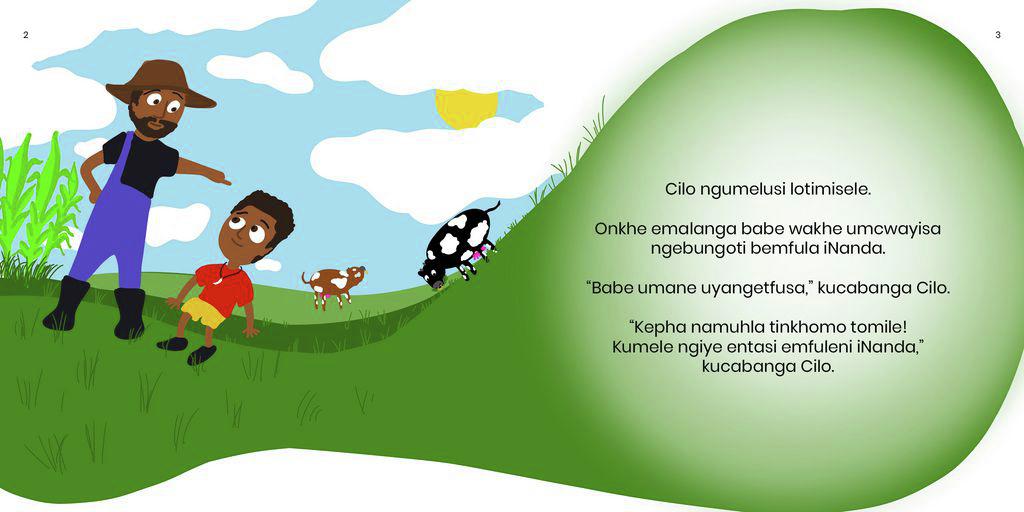 2
3
Cilo ngumelusi lotimisele.
Onkhe emalanga babe wakhe umcwayisa
ngebungoti bemfula iNanda.
“Babe umane uyangetfusa,” kucabanga Cilo.
“Kepha namuhla tinkhomo tomile!
Kumele ngiye entasi emfuleni iNanda,”
kucabanga Cilo.